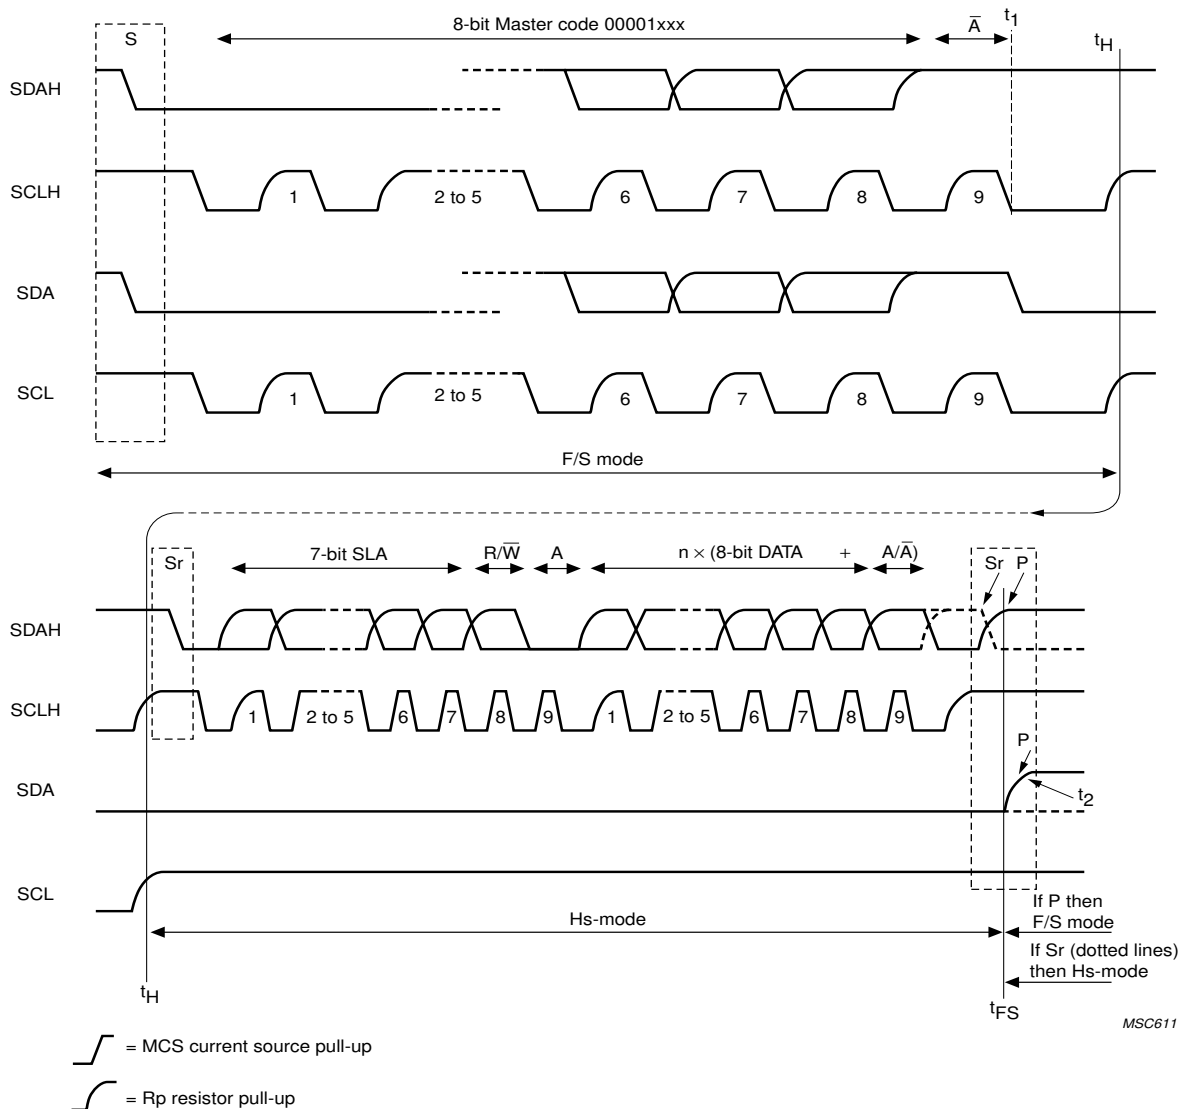 S
8-bit Master code 00001xxx
A̅
t1
tH
SDAH
SCLH
1
2 to 5
6
7
8
9
SDA
SCL
1
2 to 5
6
7
8
9
F/S mode
Sr
7-bit SLA
R/W̅
A
n × (8-bit DATA + A/A̅)
Sr P
SDAH
SCLH
1
2 to 5
6
7
8
9
1
2 to 5
6
7
8
9
P
SDA
t2
SCL
If P then
F/S mode
Hs-mode
If Sr (dotted lines)
then Hs-mode
tH
tFS
MSC611
= MCS current source pull-up
= Rp resistor pull-up